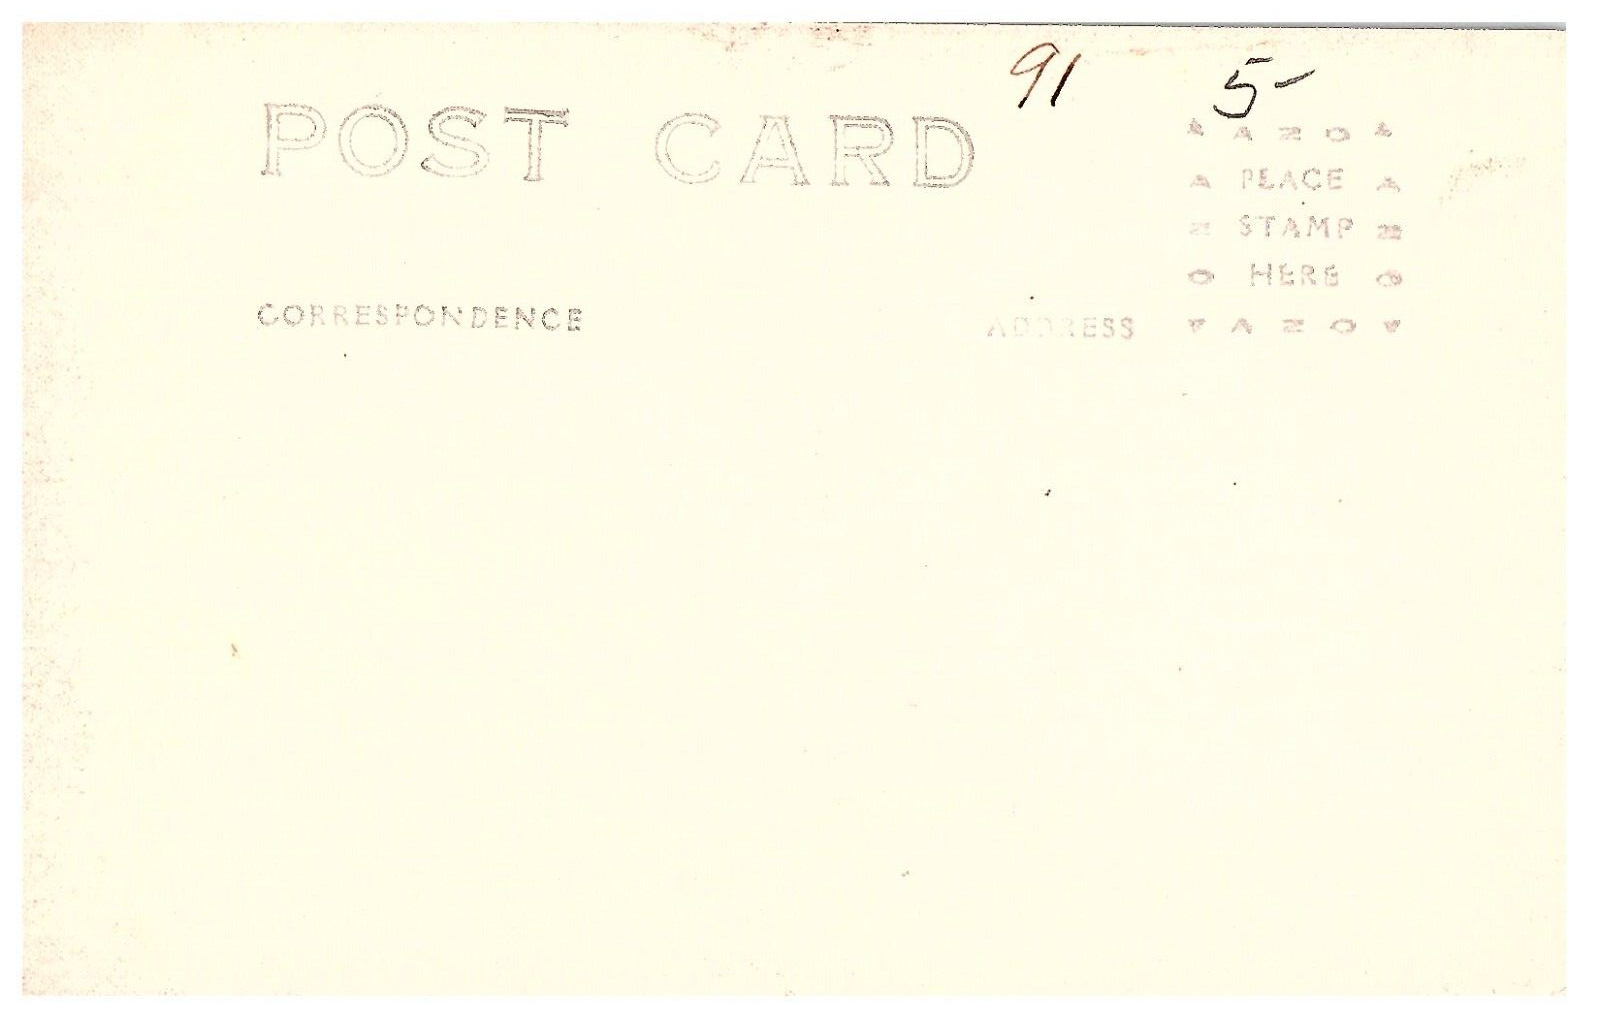 91
5-
POST CARD
AZO
PLACE
STAMP
HERE
CORRESPONDENCE
ADDRESS
AZO